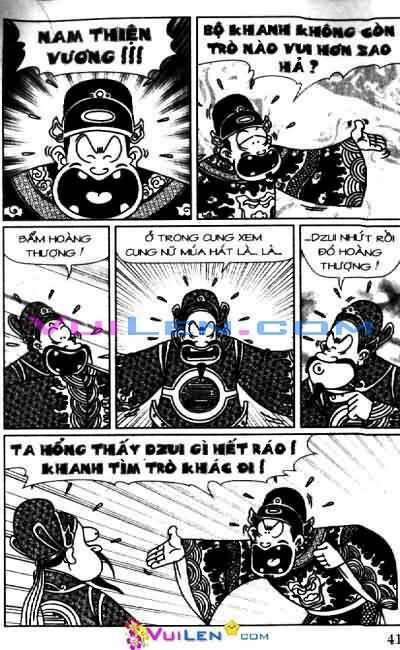 NAM THIỆN
VƯƠNG !!!
BỘ KHANH KHÔNG CÒN
TRÒ NÀO VUI HƠN SAO
HẢ ?
BẨM HOÀNG
THƯỢNG !
Ở TRONG CUNG XEM
CUNG NỮ MÚA HÁT LÀ.. LÀ..
..DZUI NHỨT RỒI
ĐÓ HOÀNG
THƯỢNG !
VuiLen.com
TA HỔNG THẤY DZUI GÌ HẾT RÁO !
KHANH TÌM TRÒ KHÁC ĐI !
41
VuiLen.com